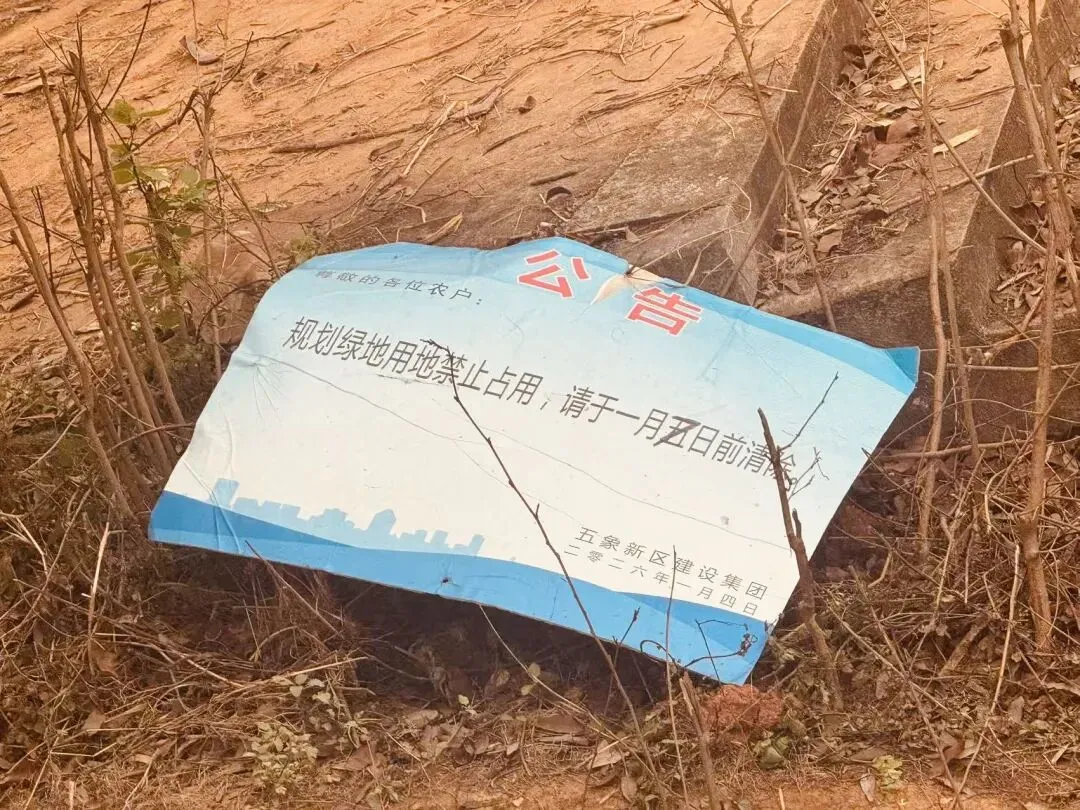 公告
尊敬的各位农户：
规划绿地用地禁止占用，请于一月五日前清除。
五象新区建设集团
二零二六年 月四日